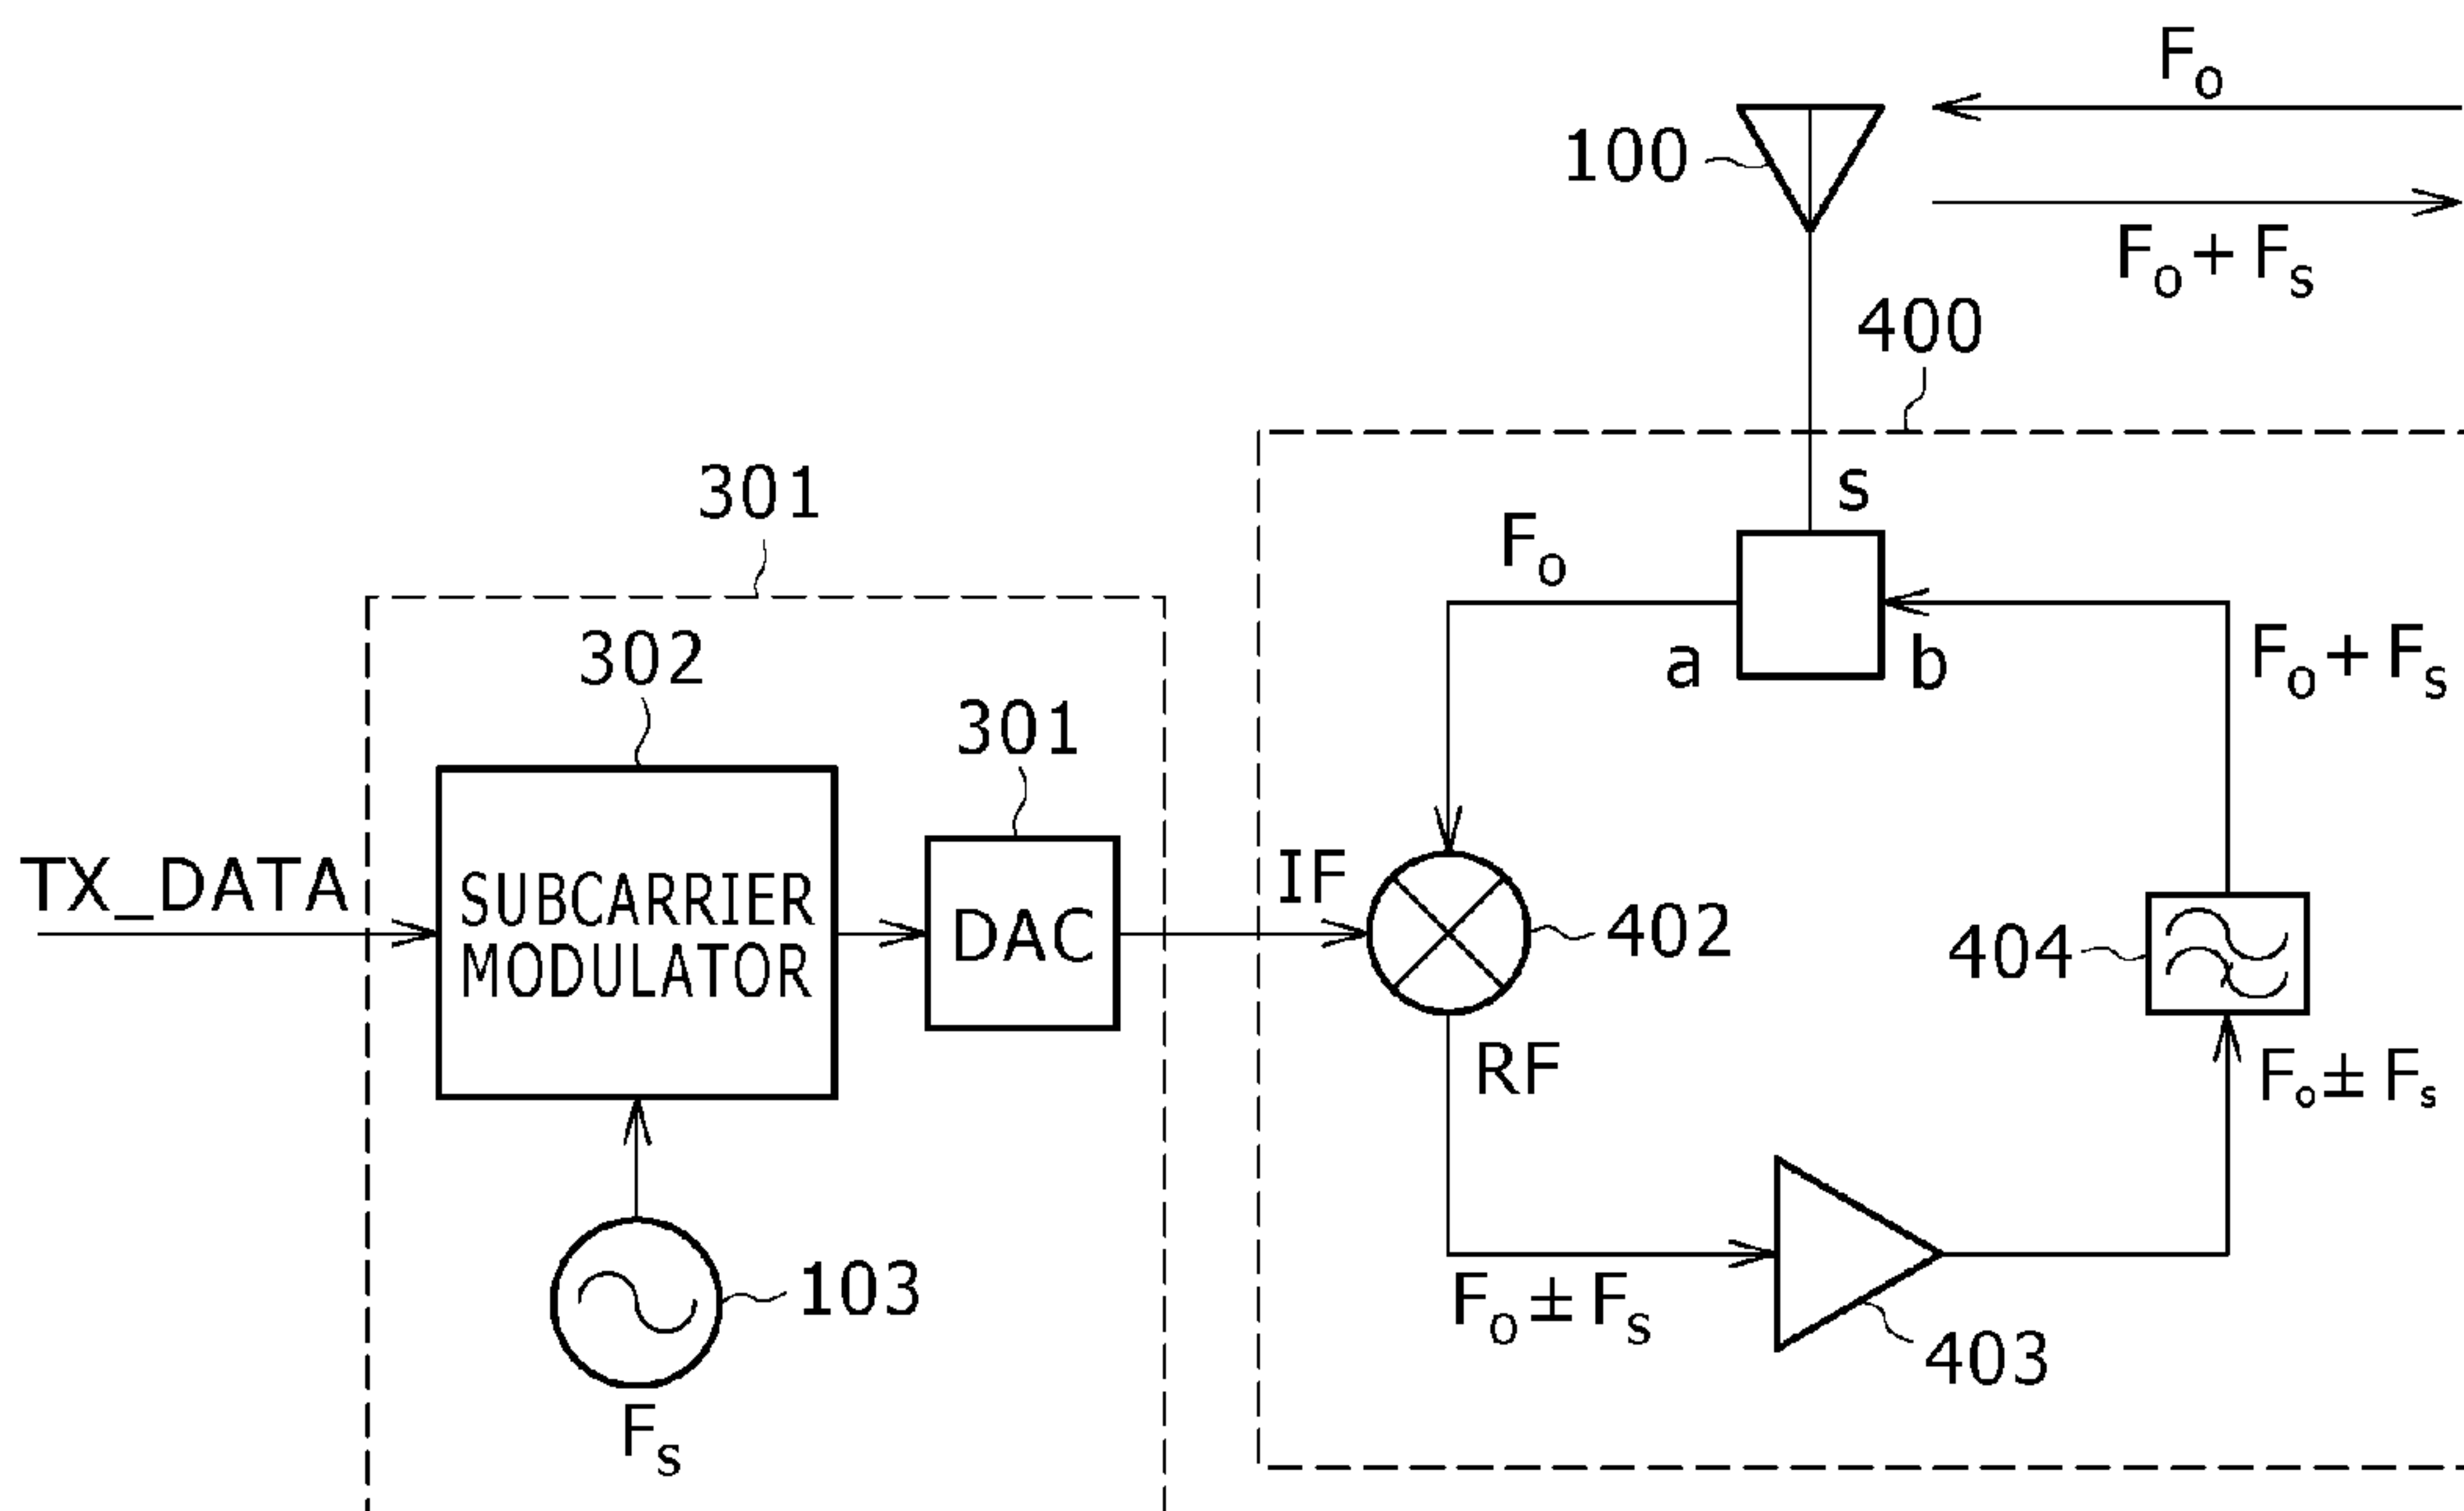 Fo
100
Fo + Fs
400
301
s
Fo
302
a
b
Fo + Fs
301
TX_DATA
SUBCARRIER
MODULATOR
DAC
IF
402
404
RF
Fo ± Fs
103
Fo ± Fs
403
Fs